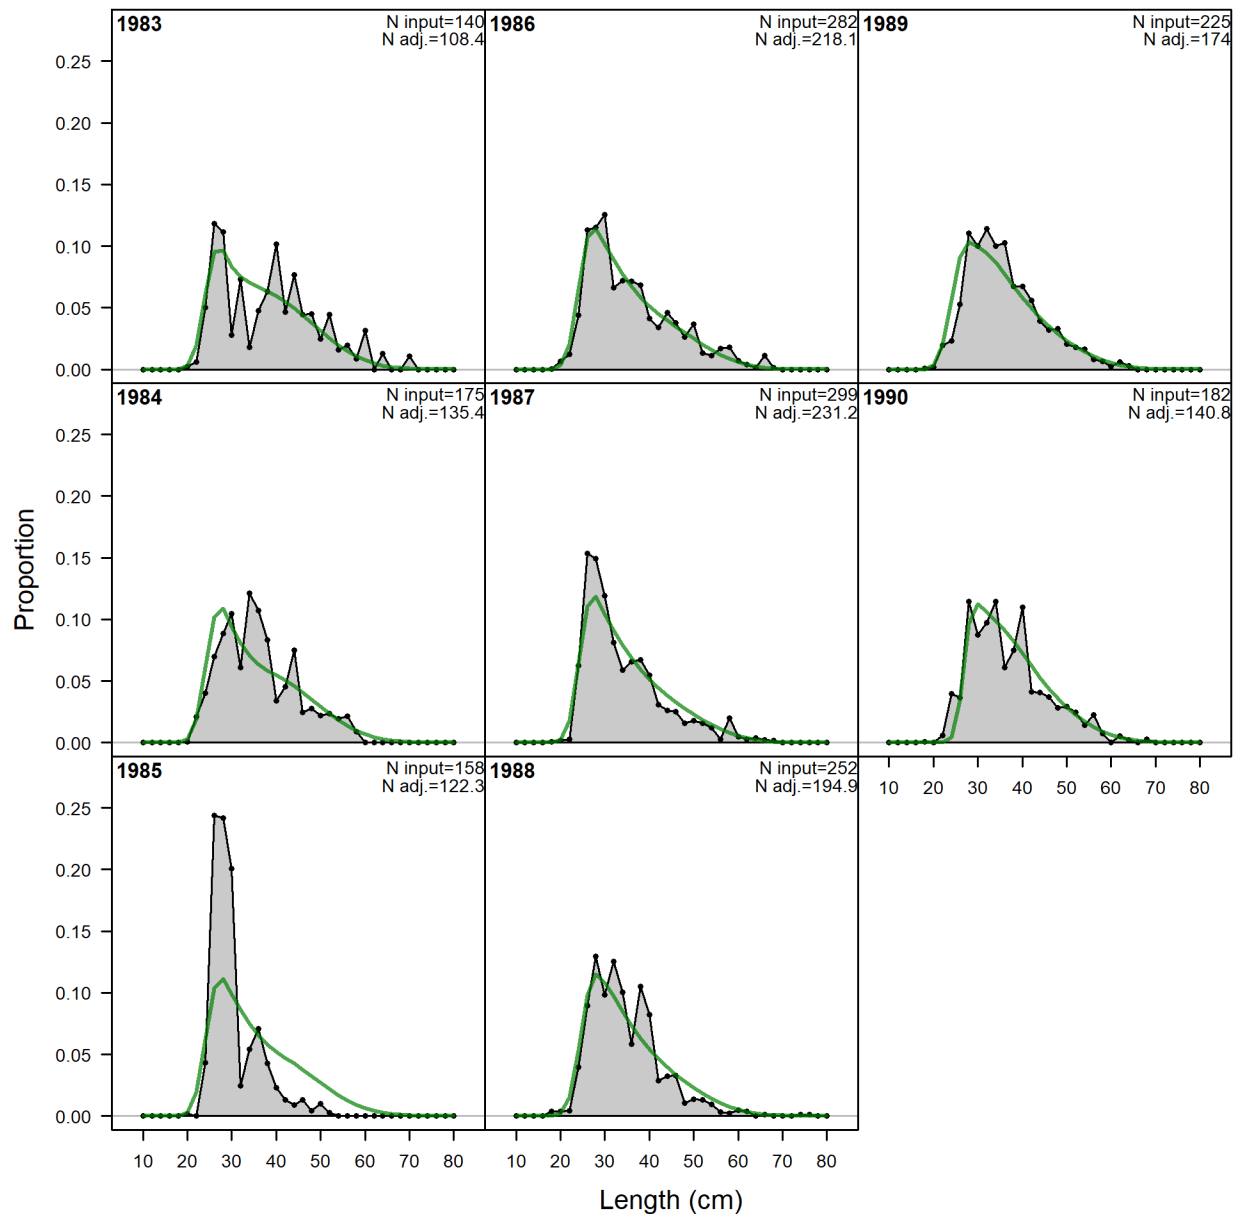 1983
N input=140
N adj.=108.4
1986
N input=282
N adj.=218.1
1989
N input=225
N adj.=174
0.25
0.20
0.15
0.10
0.05
0.00
1984
N input=175
N adj.=135.4
1987
N input=299
N adj.=231.2
1990
N input=182
N adj.=140.8
0.25
0.20
0.15
0.10
0.05
0.00
Proportion
10 20 30 40 50 60 70 80
1985
N input=158
N adj.=122.3
1988
N input=252
N adj.=194.9
0.25
0.20
0.15
0.10
0.05
0.00
10 20 30 40 50 60 70 80
10 20 30 40 50 60 70 80
Length (cm)